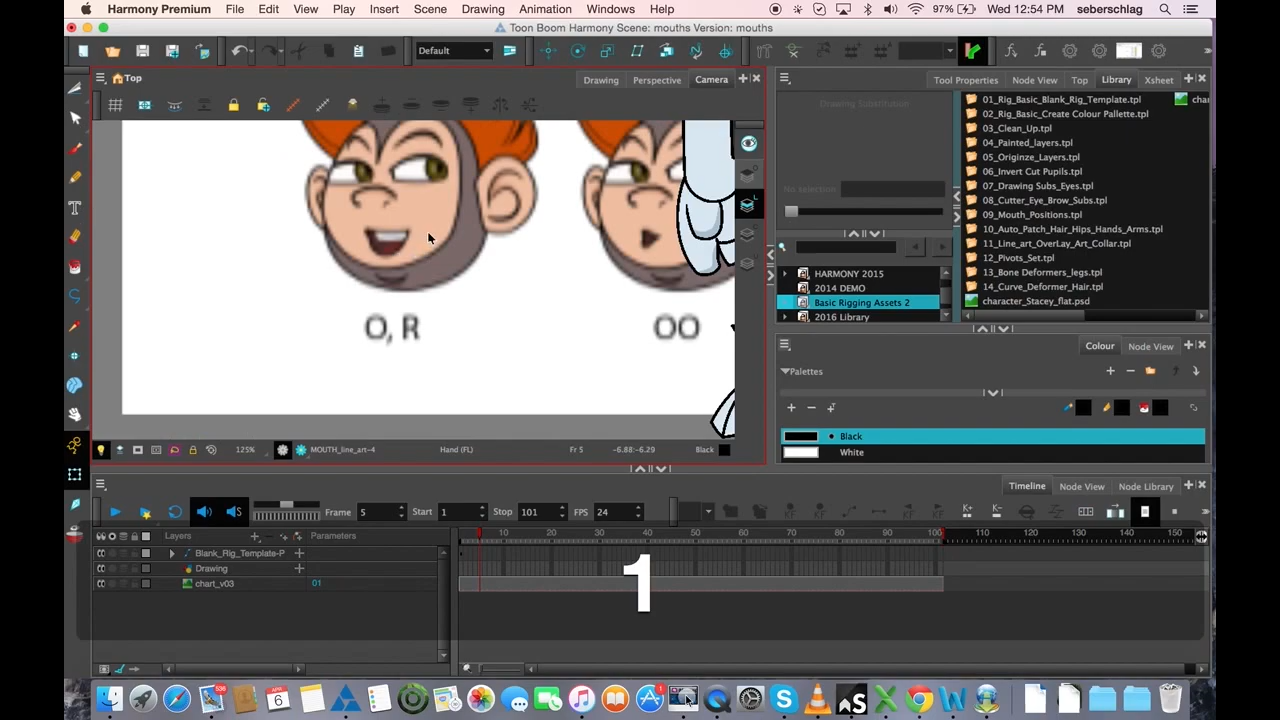 Harmony Premium File Edit View Play Insert Scene Drawing Animation Windows Help 97% Wed 12:54 PM seberschlag
Toon Boom Harmony Scene: mouths Version: mouths
Default
Top Drawing Perspective Camera
Tool Properties Node View Top Library Xsheet
Drawing Substitution
No selection
01_Rig_Basic_Blank_Rig_Template.tpl
02_Rig_Basic_Create Colour Pallette.tpl
03_Clean_Up.tpl
04_Painted_layers.tpl
05_Originze_Layers.tpl
06_Invert Cut Pupils.tpl
07_Drawing Subs_Eyes.tpl
08_Cutter_Eye_Brow_Subs.tpl
09_Mouth_Positions.tpl
10_Auto_Patch_Hair_Hips_Hands_Arms.tpl
11_Line_art_OverLay_Art_Collar.tpl
12_Pivots_Set.tpl
13_Bone Deformers_legs.tpl
14_Curve_Deformer_Hair.tpl
character_Stacey_flat.psd
HARMONY 2015
2014 DEMO
Basic Rigging Assets 2
2016 Library
O, R
OO
Colour Node View
Palettes
Black
White
125% MOUTH_line_art-4 Hand (FL) Fr 5 -6.88:-6.29 Black
Timeline Node View Node Library
Frame 5 Start 1 Stop 101 FPS 24
Layers Parameters
10 20 30 40 50 60 70 80 90 100 110 120 130 140 150
Blank_Rig_Template-P
Drawing
chart_v03 01
1